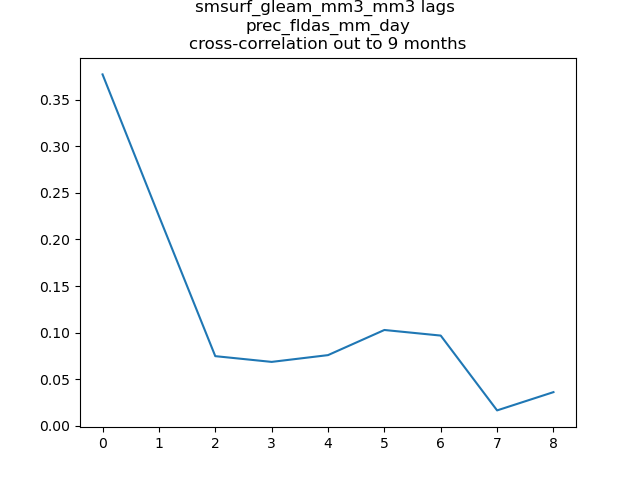 smsurf_gleam_mm3_mm3 lags
prec_fldas_mm_day
cross-correlation out to 9 months
0.35
0.30
0.25
0.20
0.15
0.10
0.05
0.00
0 1 2 3 4 5 6 7 8